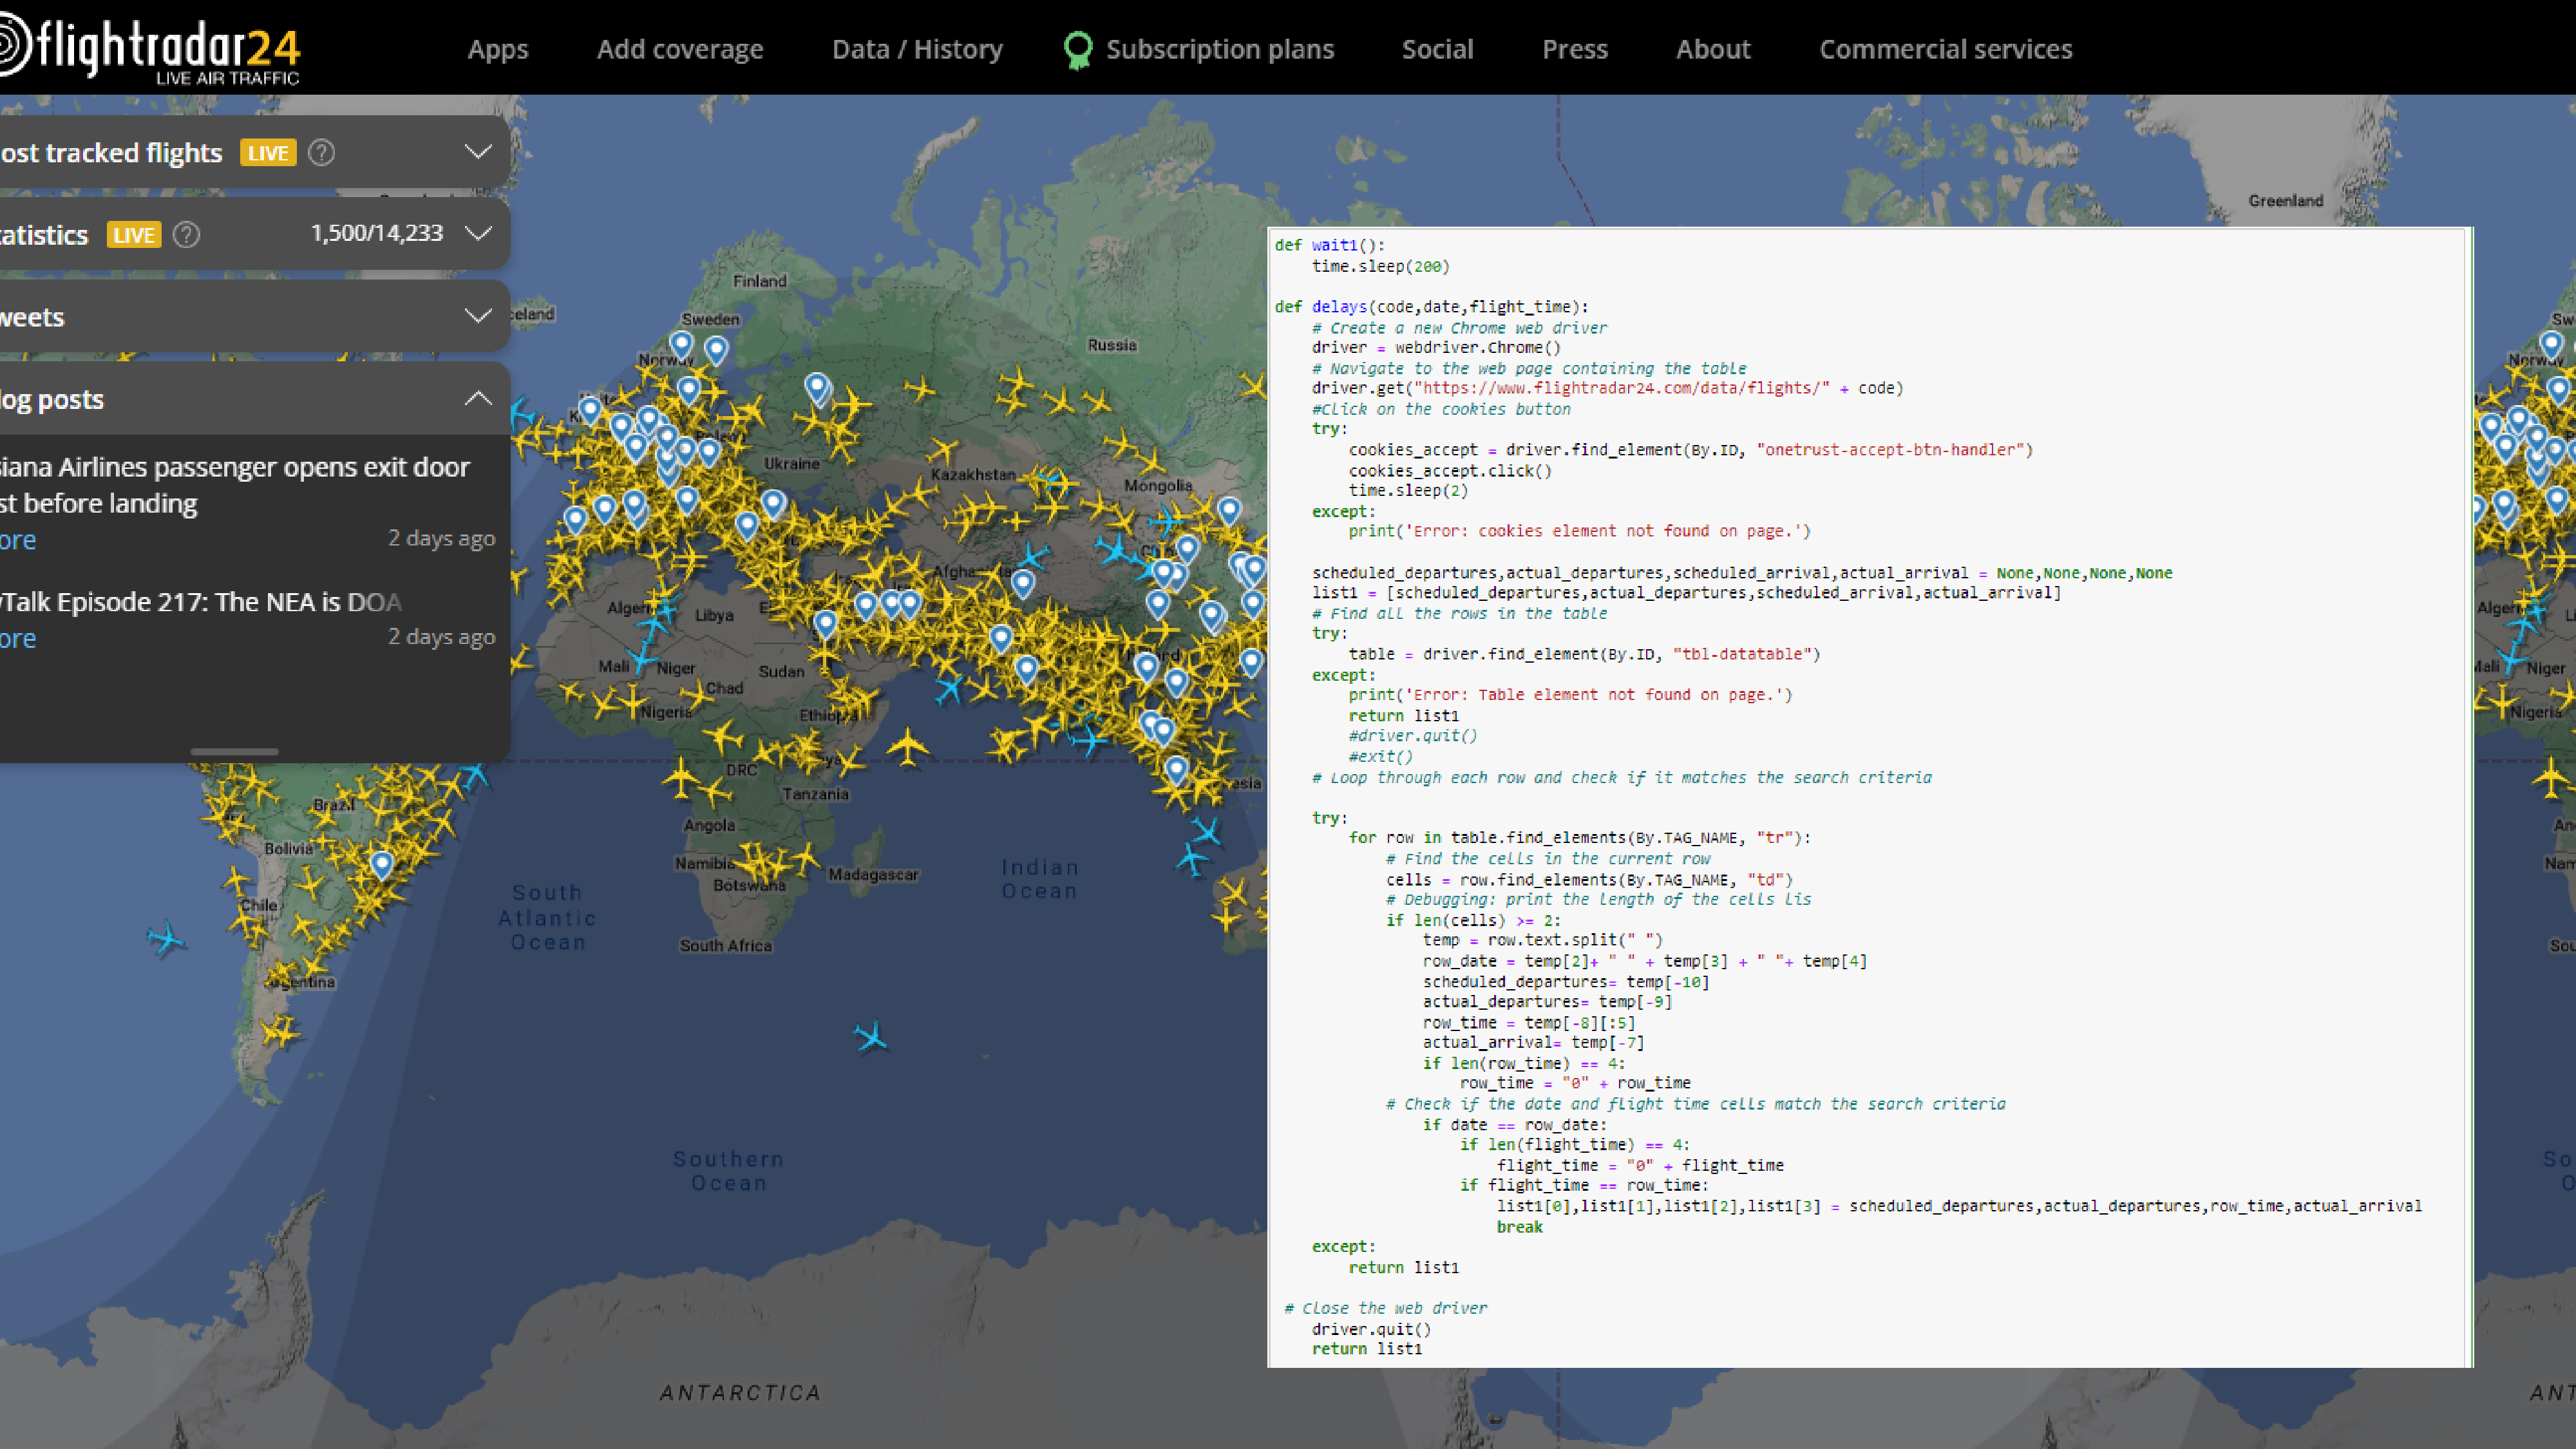 flightradar24
LIVE AIR TRAFFIC
Apps
Add coverage
Data / History
Subscription plans
Social
Press
About
Commercial services
ost tracked flights LIVE ?
atistics LIVE ? 1,500/14,233
weets
log posts
siana Airlines passenger opens exit door
st before landing
ore 2 days ago
Talk Episode 217: The NEA is DOA
ore 2 days ago
def wait1():
    time.sleep(200)
def delays(code,date,flight_time):
    # Create a new Chrome web driver
    driver = webdriver.Chrome()
    # Navigate to the web page containing the table
    driver.get("https://www.flightradar24.com/data/flights/" + code)
    #Click on the cookies button
    try:
        cookies_accept = driver.find_element(By.ID, "onetrust-accept-btn-handler")
        cookies_accept.click()
        time.sleep(2)
    except:
        print('Error: cookies element not found on page.')
    scheduled_departures,actual_departures,scheduled_arrival,actual_arrival = None,None,None,None
    list1 = [scheduled_departures,actual_departures,scheduled_arrival,actual_arrival]
    # Find all the rows in the table
    try:
        table = driver.find_element(By.ID, "tbl-datatable")
    except:
        print('Error: Table element not found on page.')
        return list1
        #driver.quit()
        #exit()
    # Loop through each row and check if it matches the search criteria
    try:
        for row in table.find_elements(By.TAG_NAME, "tr"):
            # Find the cells in the current row
            cells = row.find_elements(By.TAG_NAME, "td")
            # Debugging: print the length of the cells lis
            if len(cells) >= 2:
                temp = row.text.split(" ")
                row_date = temp[2]+ " " + temp[3] + " "+ temp[4]
                scheduled_departures= temp[-10]
                actual_departures= temp[-9]
                row_time = temp[-8][:5]
                actual_arrival= temp[-7]
                if len(row_time) == 4:
                    row_time = "0" + row_time
            # Check if the date and flight time cells match the search criteria
                if date == row_date:
                    if len(flight_time) == 4:
                        flight_time = "0" + flight_time
                    if flight_time == row_time:
                        list1[0],list1[1],list1[2],list1[3] = scheduled_departures,actual_departures,row_time,actual_arrival
                        break
    except:
        return list1
 # Close the web driver
    driver.quit()
    return list1
Greenland
Finland
celand
Sweden
Norway
Russia
Ukraine
Kazakhstan
Mongolia
Libya
Mali
Niger
Sudan
Chad
Nigeria
DRC
Tanzania
Brazil
Angola
Bolivia
Namibia
Botswana
Madagascar
Chile
South Africa
South
Atlantic
Ocean
Indian
Ocean
Argentina
Southern
Ocean
ANTARCTICA
Sw
Norway
Alger
Li
Mali
Niger
Nigeria
An
Nam
Sou
So
O
ANT